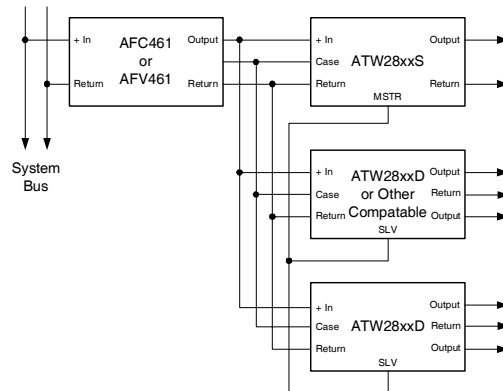 + In
AFC461
or
AFV461
Output
Return
Return
+ In
Case
Return
ATW28xxS
MSTR
Output
Return
System
Bus
+ In
Case
Return
ATW28xxD
or Other
Compatable
SLV
Output
Return
Output
+ In
Case
Return
ATW28xxD
SLV
Output
Return
Output